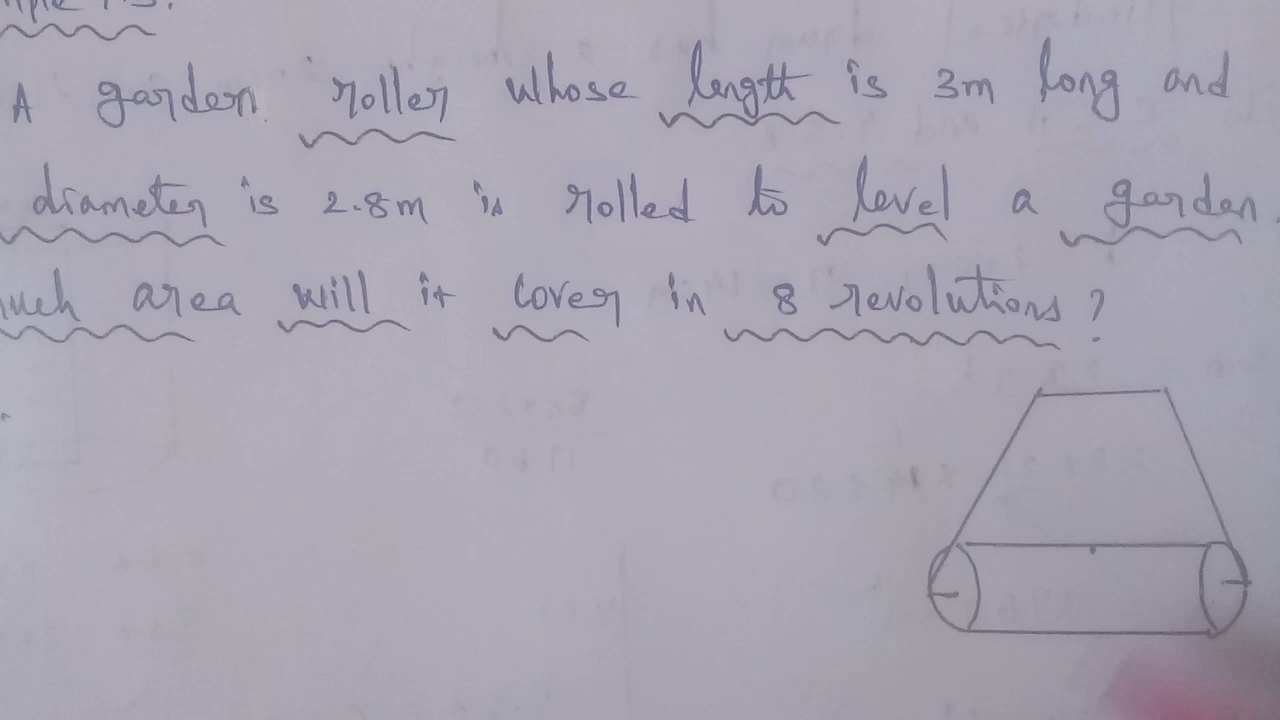 A garden roller whose length is 3m long and
diameter is 2.8m is rolled to level a garden.
area will it cover in 8 revolutions?